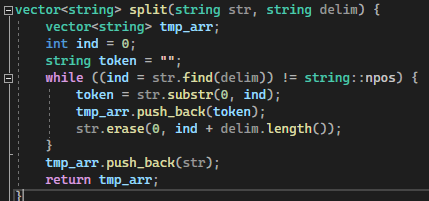 vector<string> split(string str, string delim) {
    vector<string> tmp_arr;
    int ind = 0;
    string token = "";
    while ((ind = str.find(delim)) != string::npos) {
        token = str.substr(0, ind);
        tmp_arr.push_back(token);
        str.erase(0, ind + delim.length());
    }
    tmp_arr.push_back(str);
    return tmp_arr;
}